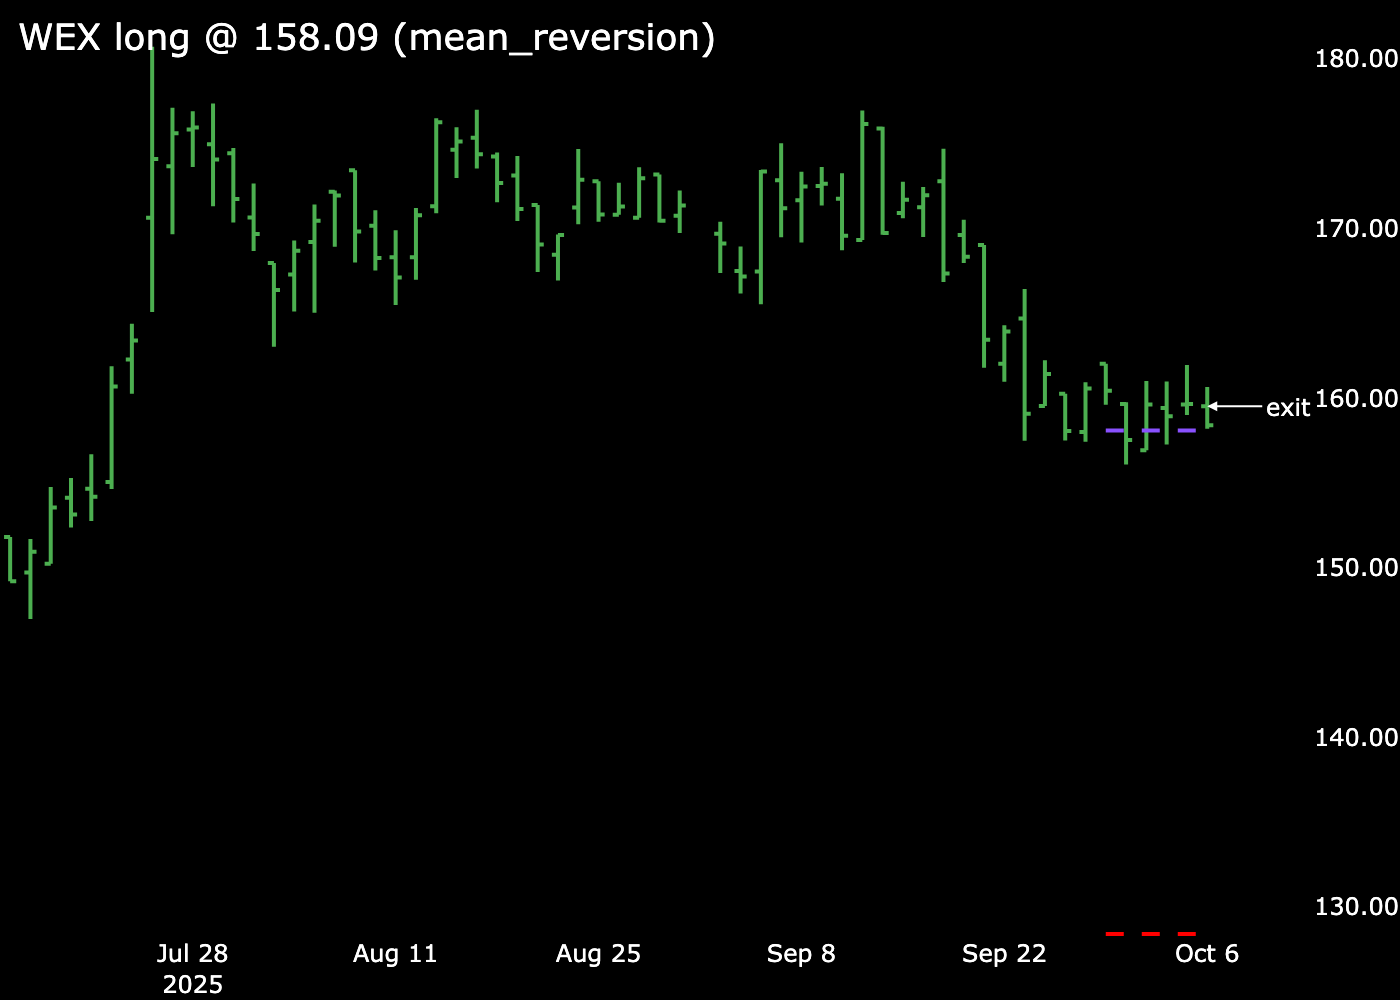 WEX long @ 158.09 (mean_reversion)
180.00
170.00
160.00
exit
150.00
140.00
130.00
Jul 28
2025
Aug 11
Aug 25
Sep 8
Sep 22
Oct 6